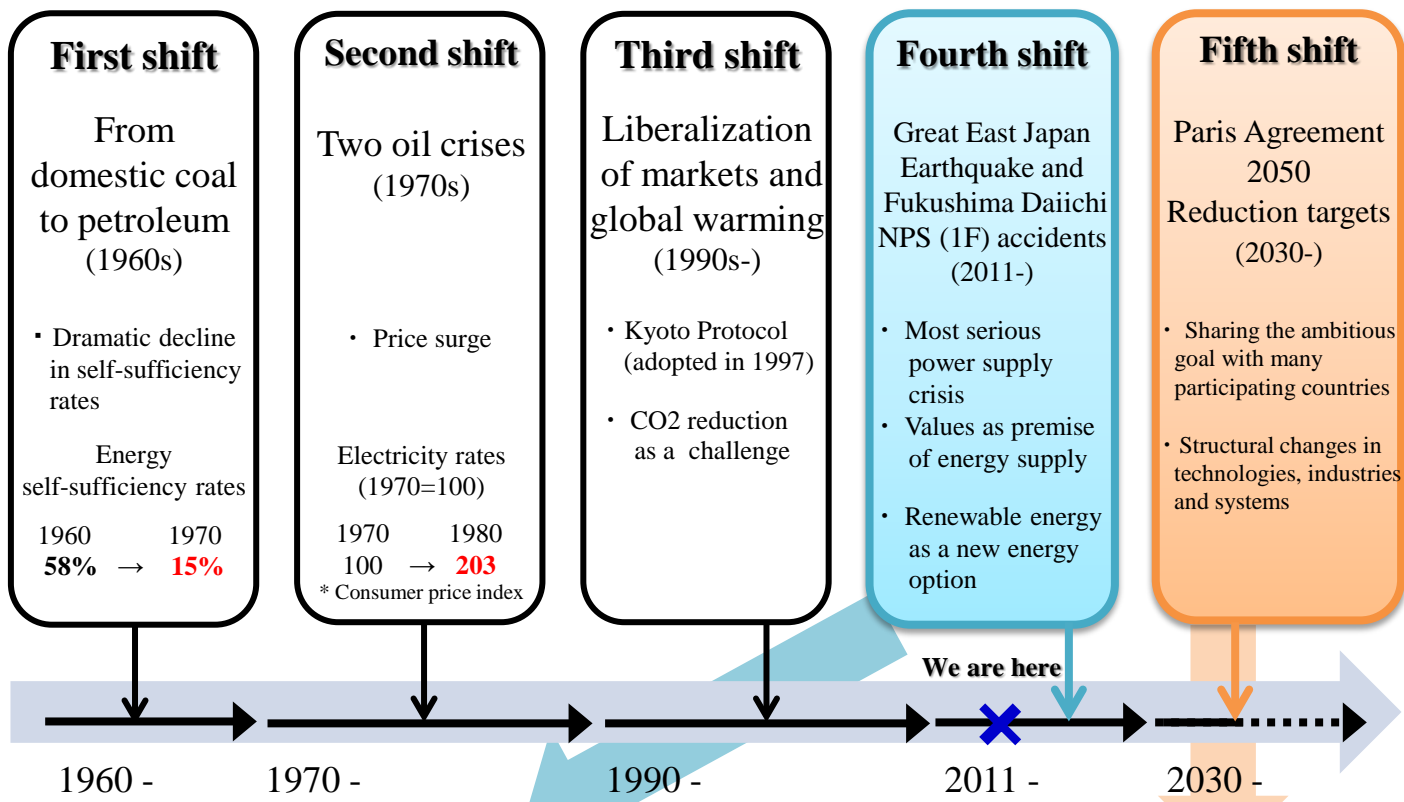 First shift
From
domestic coal
to petroleum
(1960s)
・ Dramatic decline
in self-sufficiency
rates
Energy
self-sufficiency rates
1960 1970
58% → 15%
Second shift
Two oil crises
(1970s)
・ Price surge
Electricity rates
(1970=100)
1970 1980
100 → 203
* Consumer price index
Third shift
Liberalization
of markets and
global warming
(1990s-)
・ Kyoto Protocol
(adopted in 1997)
・ CO2 reduction
as a challenge
Fourth shift
Great East Japan
Earthquake and
Fukushima Daiichi
NPS (1F) accidents
(2011-)
・ Most serious
power supply
crisis
・ Values as premise
of energy supply
・ Renewable energy
as a new energy
option
Fifth shift
Paris Agreement
2050
Reduction targets
(2030-)
・ Sharing the ambitious
goal with many
participating countries
・ Structural changes in
technologies, industries
and systems
We are here
1960 - 1970 - 1990 - 2011 - 2030 -